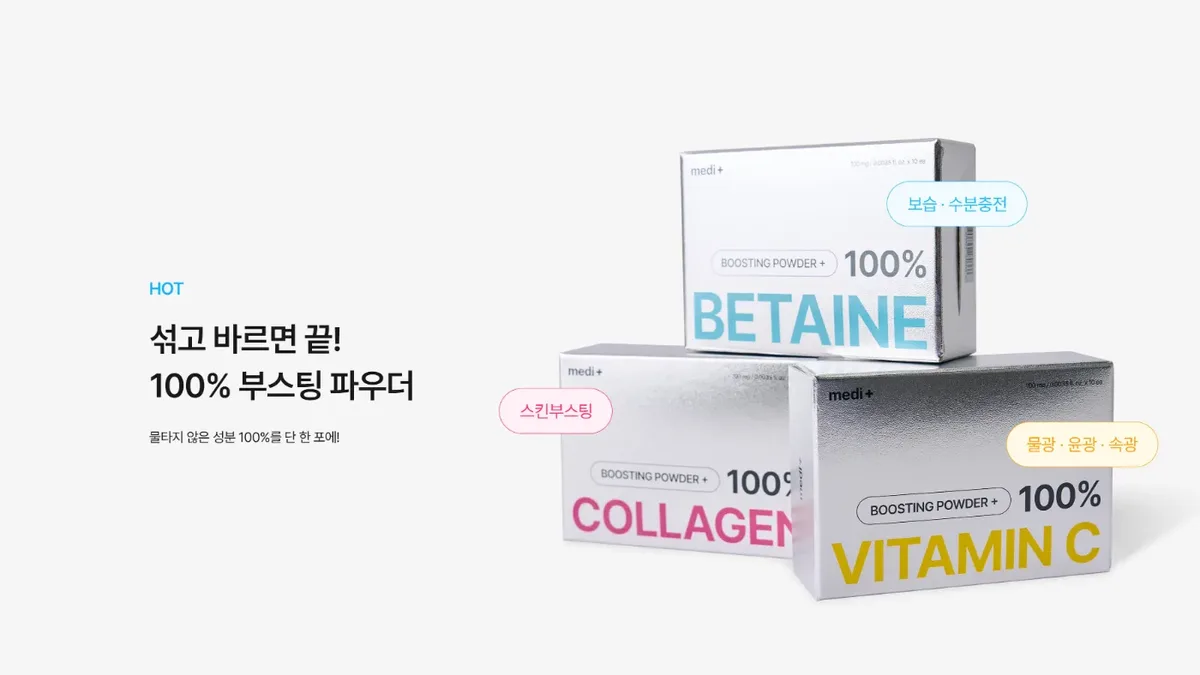 HOT
섞고 바르면 끝!
100% 부스팅 파우더
물타지 않은 성분 100%를 단 한 포에!
medi+
보습 · 수분충전
BOOSTING POWDER + 100%
BETAINE
medi+
스킨부스팅
BOOSTING POWDER + 100%
COLLAGEN
medi+
물광 · 윤광 · 속광
BOOSTING POWDER + 100%
VITAMIN C